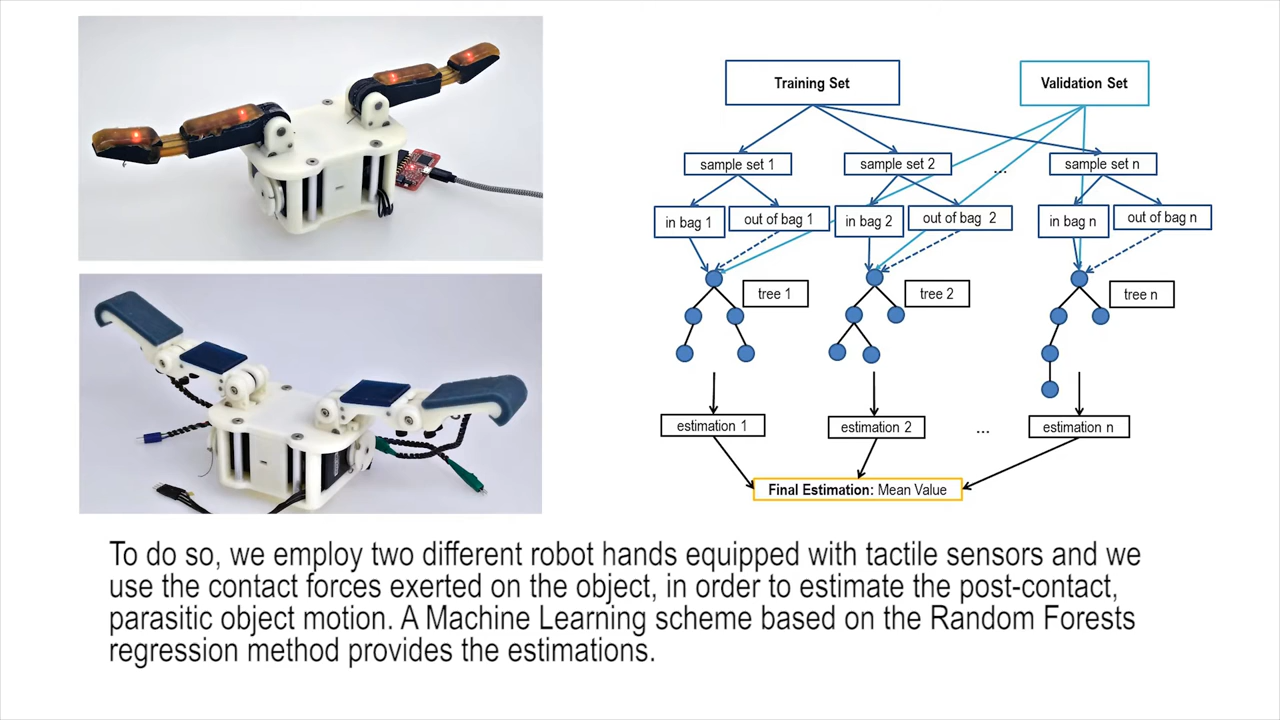 Training Set
Validation Set
sample set 1
sample set 2
...
sample set n
in bag 1
out of bag 1
in bag 2
out of bag 2
in bag n
out of bag n
tree 1
tree 2
tree n
estimation 1
estimation 2
...
estimation n
Final Estimation: Mean Value
To do so, we employ two different robot hands equipped with tactile sensors and we
use the contact forces exerted on the object, in order to estimate the post-contact,
parasitic object motion. A Machine Learning scheme based on the Random Forests
regression method provides the estimations.